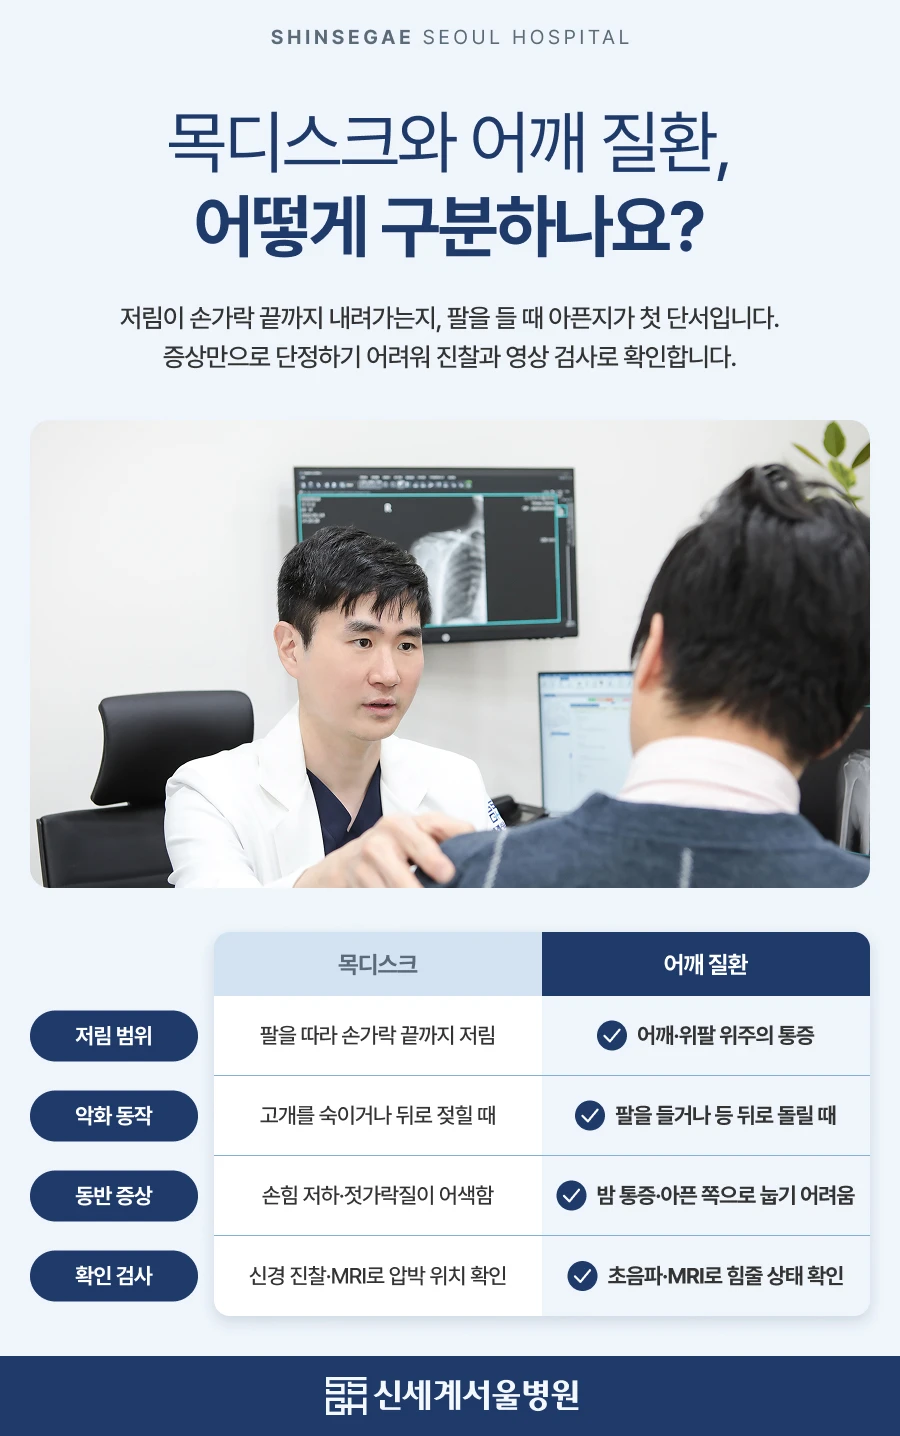 SHINSEGAE SEOUL HOSPITAL
목디스크와 어깨 질환,
어떻게 구분하나요?
저림이 손가락 끝까지 내려가는지, 팔을 들 때 아픈지가 첫 단서입니다.
증상만으로 단정하기 어려워 진찰과 영상 검사로 확인합니다.
R
목디스크 어깨 질환
저림 범위 팔을 따라 손가락 끝까지 저림 어깨·위팔 위주의 통증
악화 동작 고개를 숙이거나 뒤로 젖힐 때 팔을 들거나 등 뒤로 돌릴 때
동반 증상 손힘 저하·젓가락질이 어색함 밤 통증·아픈 쪽으로 눕기 어려움
확인 검사 신경 진찰·MRI로 압박 위치 확인 초음파·MRI로 힘줄 상태 확인
신세계서울병원